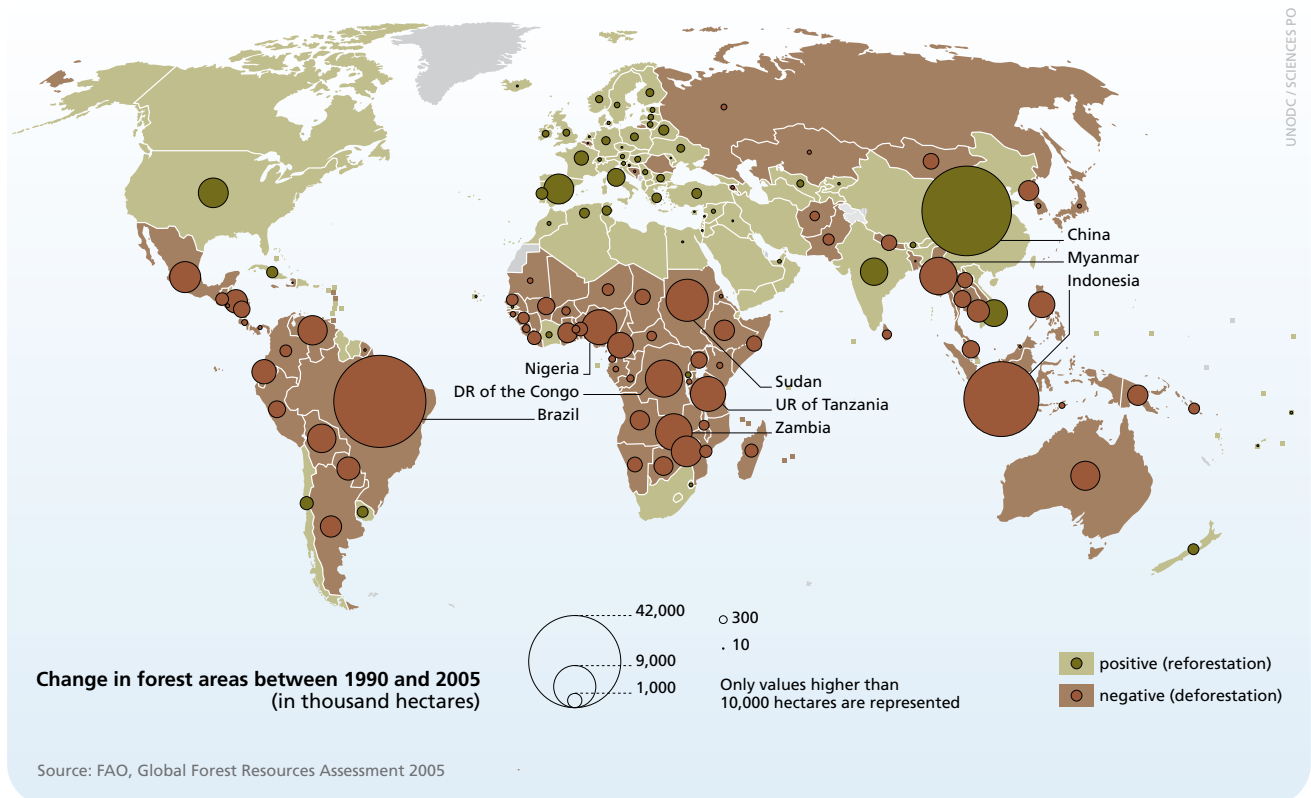 UNODC / SCIENCES PO
China
Myanmar
Indonesia
Nigeria
DR of the Congo
Brazil
Sudan
UR of Tanzania
Zambia
42,000
9,000
1,000
300
10
Only values higher than
10,000 hectares are represented
Change in forest areas between 1990 and 2005
(in thousand hectares)
positive (reforestation)
negative (deforestation)
Source: FAO, Global Forest Resources Assessment 2005